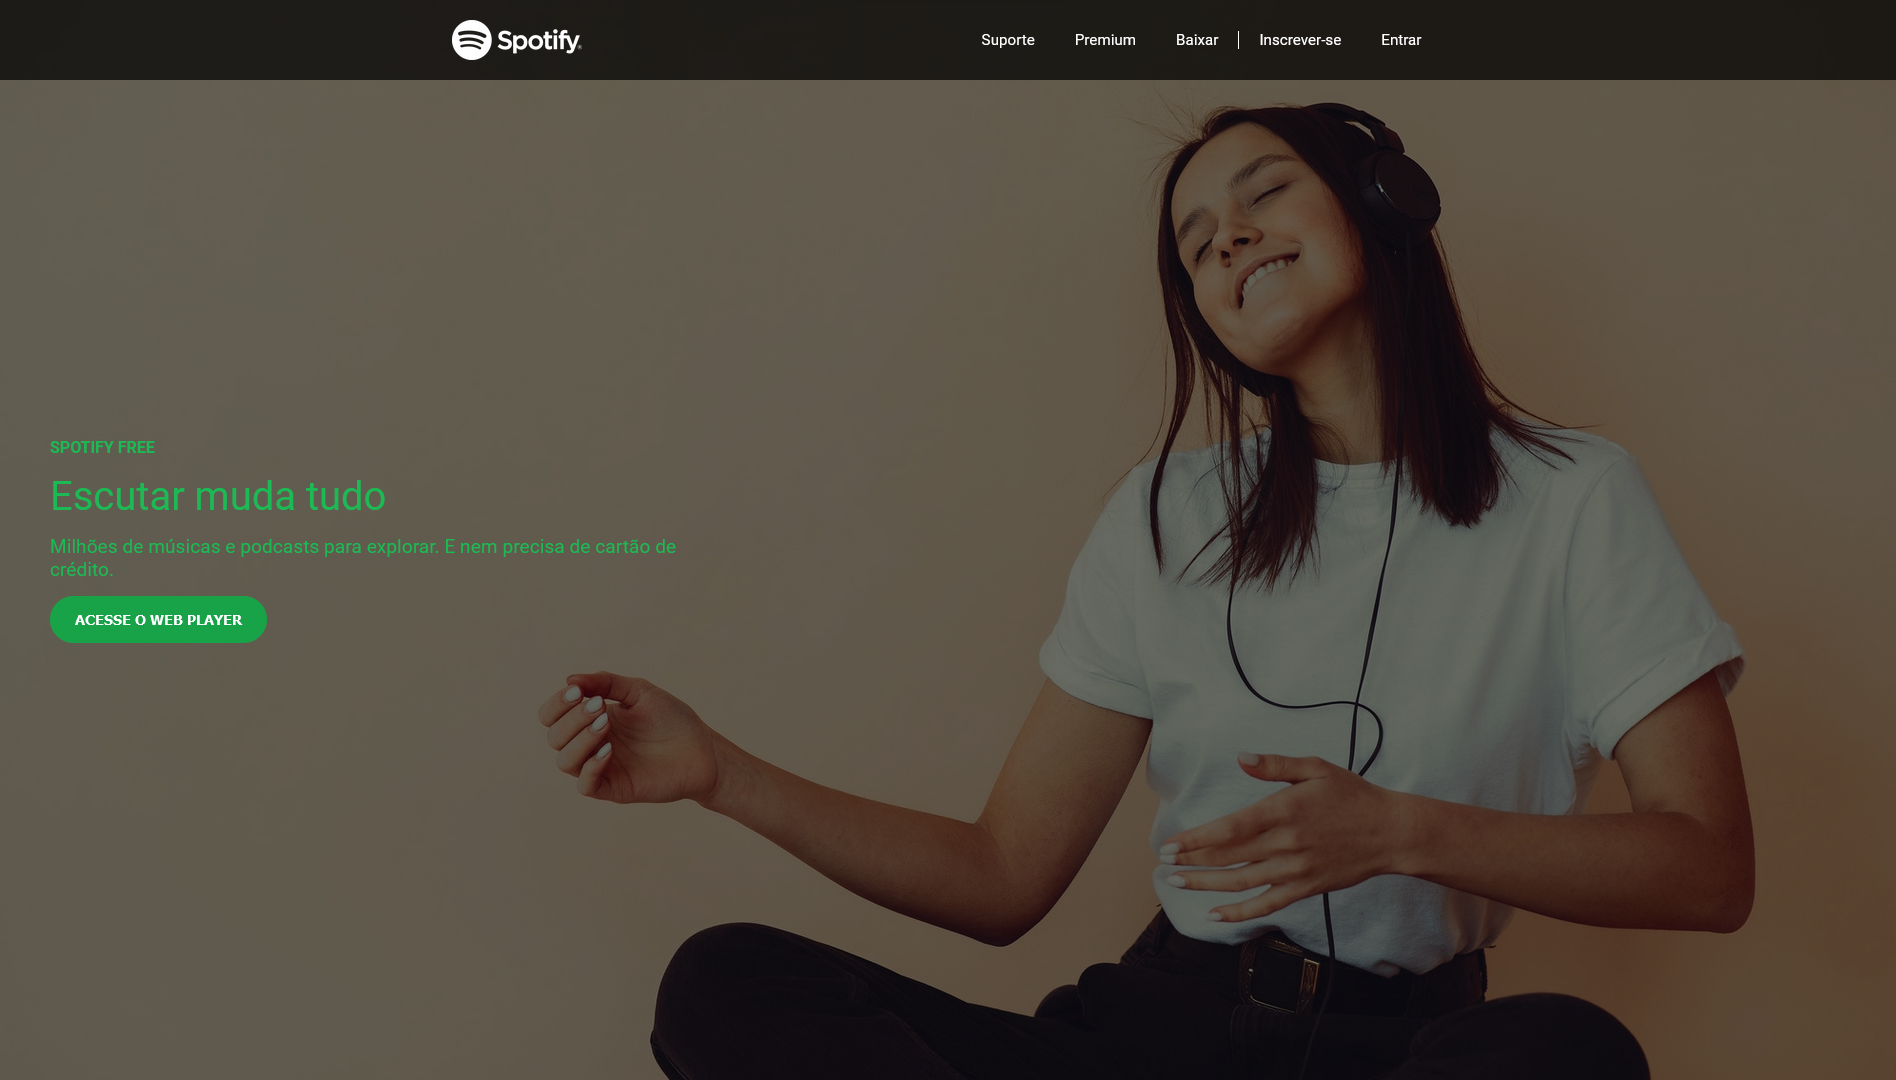 Spotify
Suporte Premium Baixar Inscrever-se Entrar
SPOTIFY FREE
Escutar muda tudo
Milhões de músicas e podcasts para explorar. E nem precisa de cartão de
crédito.
ACESSE O WEB PLAYER